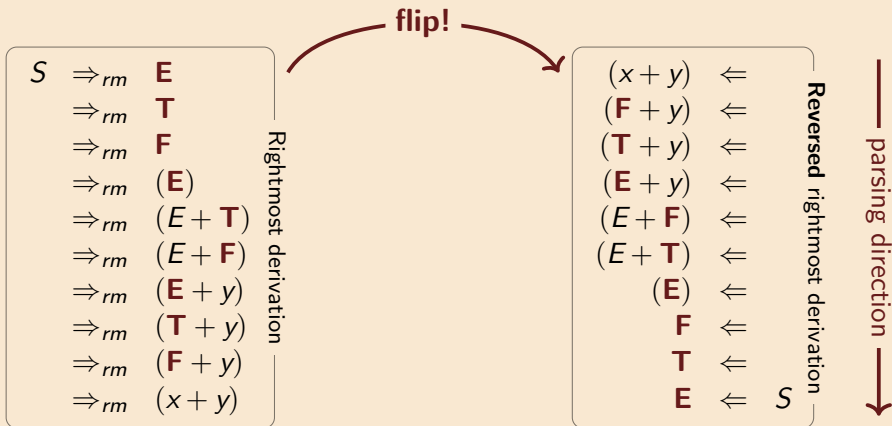 flip!
S ⇒rm E
⇒rm T
⇒rm F
⇒rm (E)
⇒rm (E + T)
⇒rm (E + F)
⇒rm (E + y)
⇒rm (T + y)
⇒rm (F + y)
⇒rm (x + y)
Rightmost derivation
(x + y) ⇐
(F + y) ⇐
(T + y) ⇐
(E + y) ⇐
(E + F) ⇐
(E + T) ⇐
(E) ⇐
F ⇐
T ⇐
E ⇐ S
Reversed rightmost derivation
parsing direction